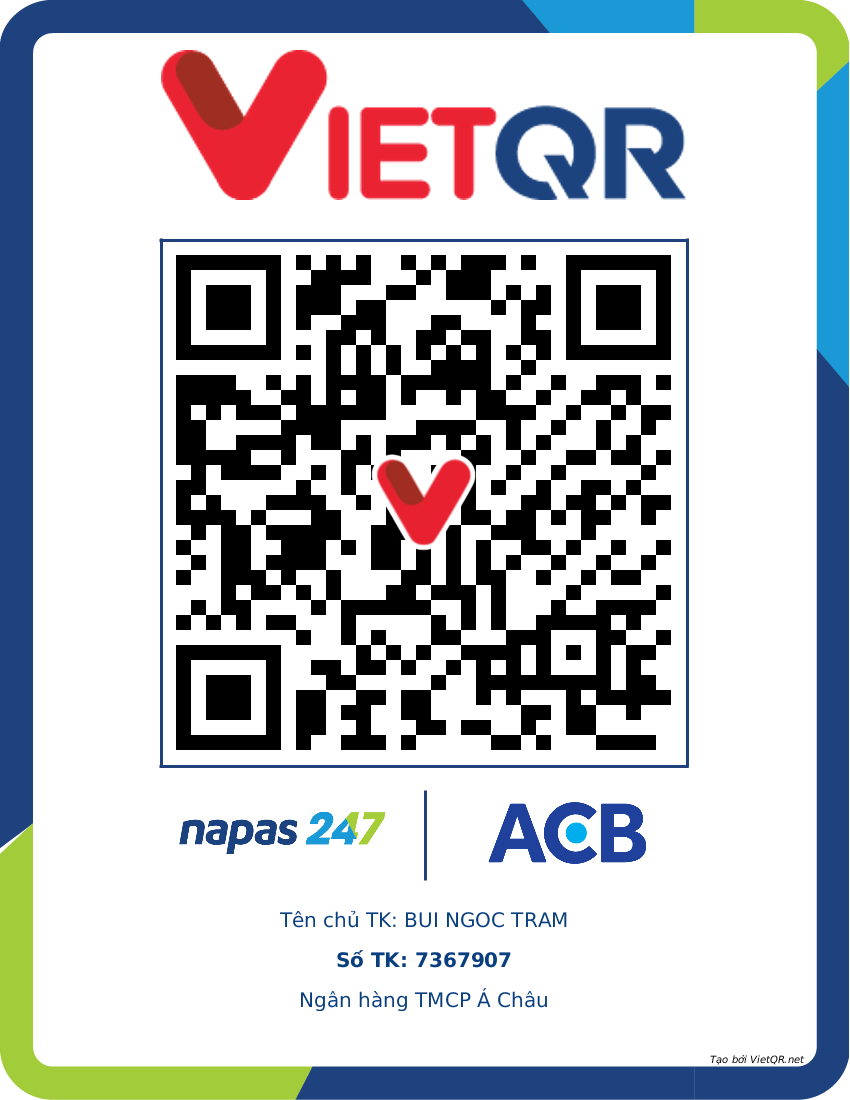 VIETQR
napas 247
ACB
Tên chủ TK: BUI NGOC TRAM
Số TK: 7367907
Ngân hàng TMCP Á Châu
Tạo bởi VietQR.net